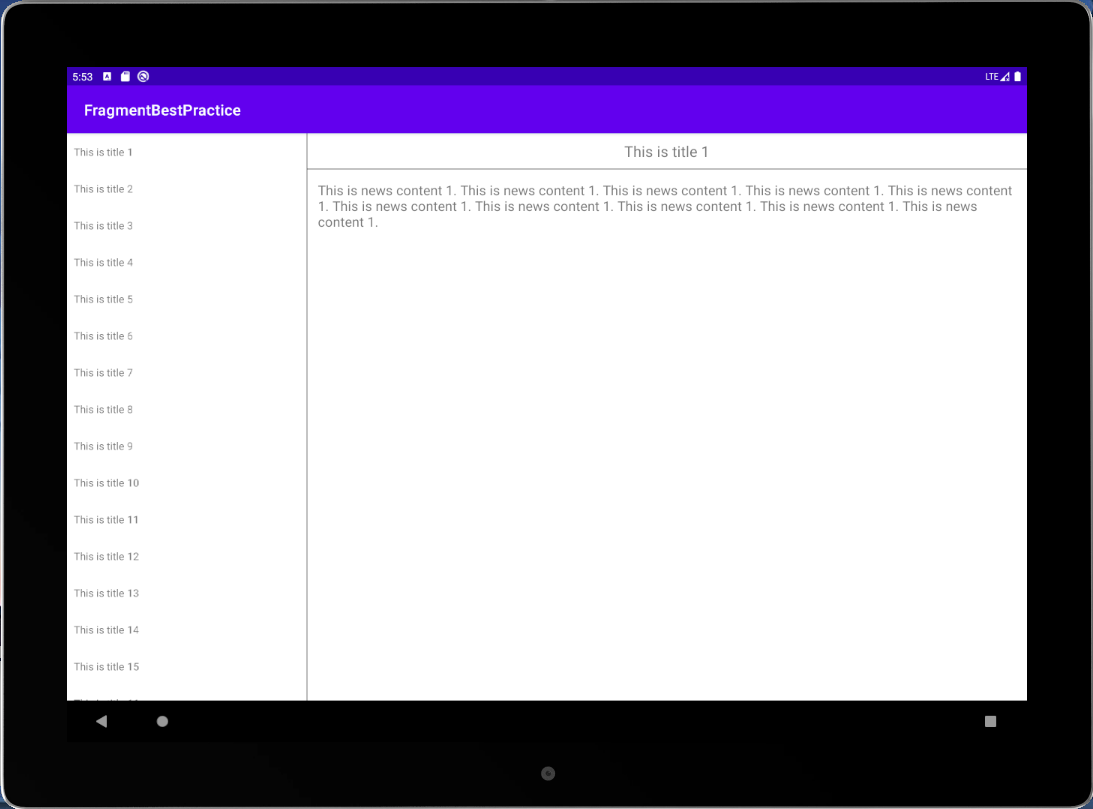 5:53
LTE
FragmentBestPractice
This is title 1
This is title 2
This is title 3
This is title 4
This is title 5
This is title 6
This is title 7
This is title 8
This is title 9
This is title 10
This is title 11
This is title 12
This is title 13
This is title 14
This is title 15
This is title 1
This is news content 1. This is news content 1. This is news content 1. This is news content 1. This is news content
1. This is news content 1. This is news content 1. This is news content 1. This is news content 1. This is news
content 1.